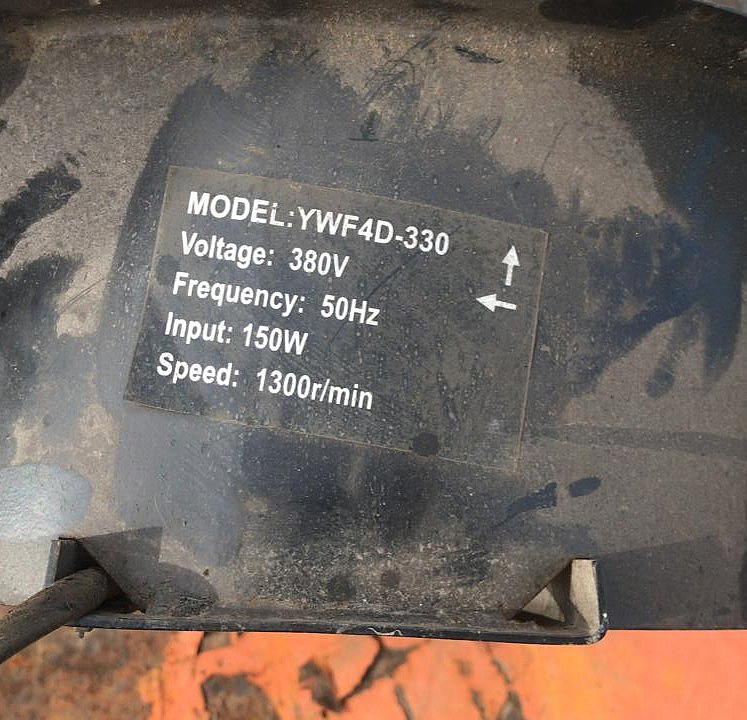 MODEL:YWF4D-330
Voltage: 380V
Frequency: 50Hz
Input: 150W
Speed: 1300r/min